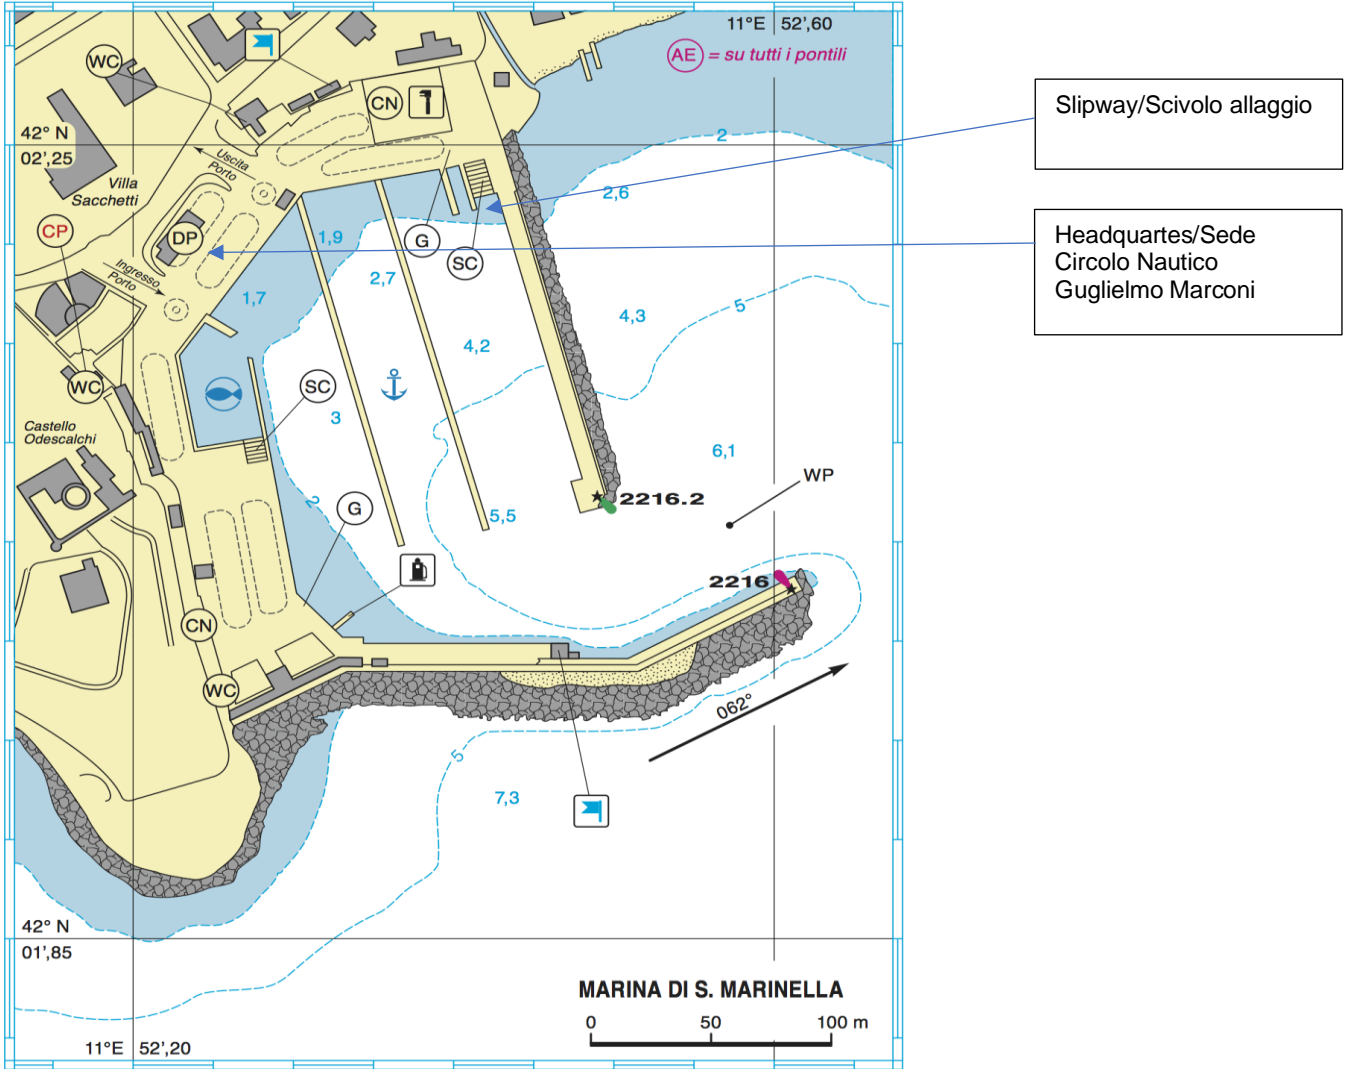 11°E 52',60
AE = su tutti i pontili
WC
CN
42° N
02',25
Uscita
Porto
Villa
Sacchetti
2
2,6
CP
DP
1,9
G
SC
2,7
Ingresso
Porto
1,7
4,3
5
4,2
WC
SC
3
Castello
Odescalchi
6,1
WP
2216.2
2
G
5,5
2216
CN
WC
062°
5
7,3
42° N
01',85
MARINA DI S. MARINELLA
0 50 100 m
11°E 52',20
Slipway/Scivolo allaggio
Headquartes/Sede
Circolo Nautico
Guglielmo Marconi